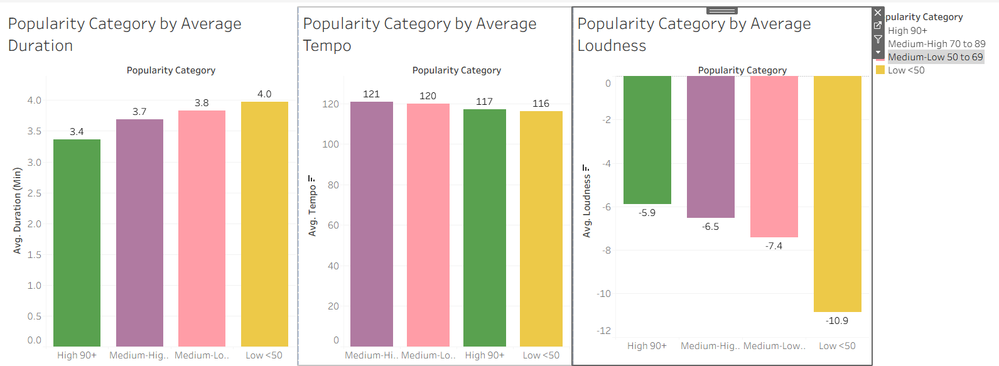 Popularity Category by Average
Duration
Popularity Category
4.0
3.5
3.0
2.5
2.0
1.5
1.0
0.5
0.0
Avg. Duration (Min)
3.4
3.7
3.8
4.0
High 90+
Medium-Hig..
Medium-Lo..
Low <50
Popularity Category by Average
Tempo
Popularity Category
120
100
80
60
40
20
0
Avg. Tempo
121
120
117
116
Medium-Hi..
Medium-Lo..
High 90+
Low <50
Popularity Category by Average
Loudness
Popularity Category
0
-2
-4
-6
-8
-10
-12
Avg. Loudness
-5.9
-6.5
-7.4
-10.9
High 90+
Medium-Hig..
Medium-Low..
Low <50
pularity Category
High 90+
Medium-High 70 to 89
Medium-Low 50 to 69
Low <50